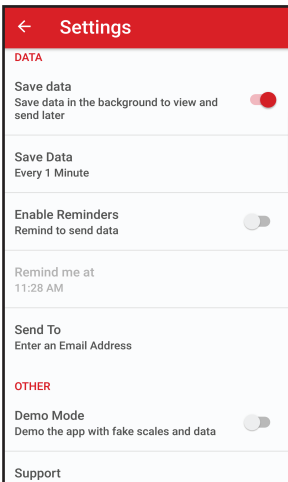 Settings
DATA
Save data
Save data in the background to view and
send later
Save Data
Every 1 Minute
Enable Reminders
Remind to send data
Remind me at
11:28 AM
Send To
Enter an Email Address
OTHER
Demo Mode
Demo the app with fake scales and data
Support